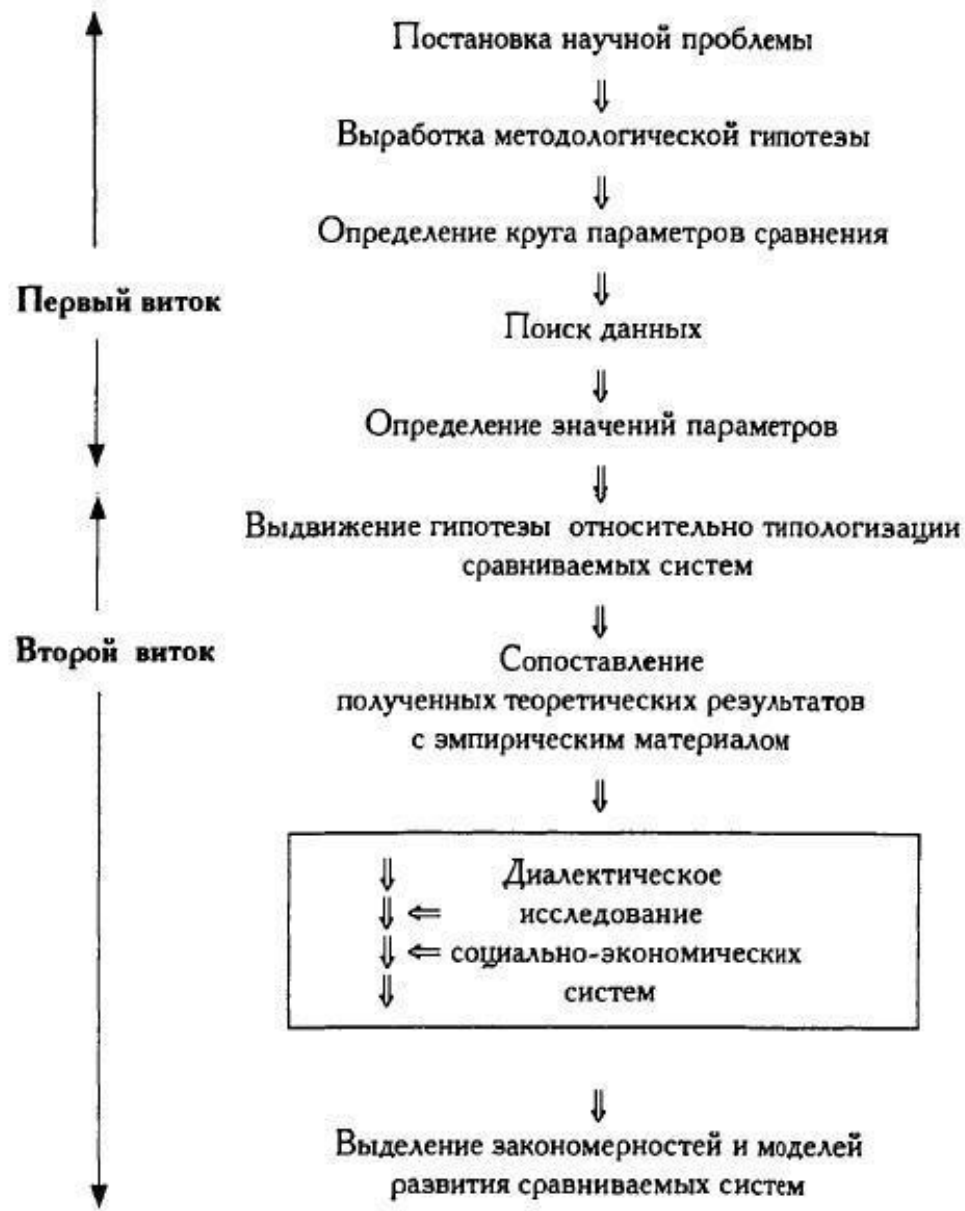 Постановка научной проблемы
⇓
Выработка методологической гипотезы
⇓
Определение круга параметров сравнения
⇓
Первый виток
Поиск данных
⇓
Определение значений параметров
⇓
Выдвижение гипотезы относительно типологизации
сравниваемых систем
⇓
Второй виток
Сопоставление
полученных теоретических результатов
с эмпирическим материалом
⇓
⇓ Диалектическое
⇓ ⇐ исследование
⇓ ⇐ социально-экономических
⇓ систем
⇓
Выделение закономерностей и моделей
развития сравниваемых систем